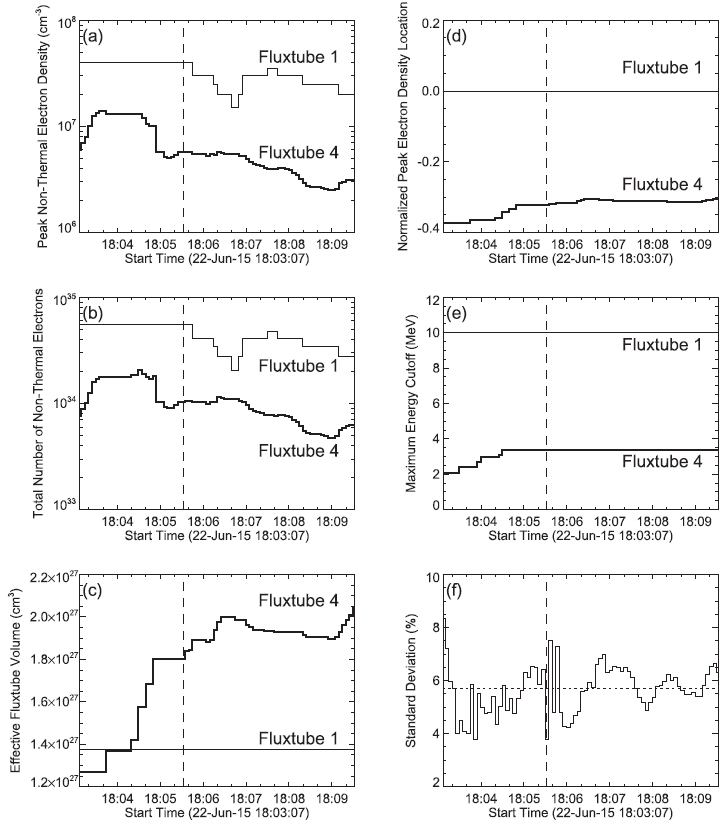 (a)
Peak Non-Thermal Electron Density (cm⁻³)
10⁸
10⁷
10⁶
Fluxtube 1
Fluxtube 4
18:04 18:05 18:06 18:07 18:08 18:09
Start Time (22-Jun-15 18:03:07)
(d)
Normalized Peak Electron Density Location
0.2
0.0
-0.2
-0.4
Fluxtube 1
Fluxtube 4
18:04 18:05 18:06 18:07 18:08 18:09
Start Time (22-Jun-15 18:03:07)
(b)
Total Number of Non-Thermal Electrons
10³⁵
10³⁴
10³³
Fluxtube 1
Fluxtube 4
18:04 18:05 18:06 18:07 18:08 18:09
Start Time (22-Jun-15 18:03:07)
(e)
Maximum Energy Cutoff (MeV)
12
10
8
6
4
2
0
Fluxtube 1
Fluxtube 4
18:04 18:05 18:06 18:07 18:08 18:09
Start Time (22-Jun-15 18:03:07)
(c)
Effective Fluxtube Volume (cm³)
2.2×10²⁷
2.0×10²⁷
1.8×10²⁷
1.6×10²⁷
1.4×10²⁷
1.2×10²⁷
Fluxtube 4
Fluxtube 1
18:04 18:05 18:06 18:07 18:08 18:09
Start Time (22-Jun-15 18:03:07)
(f)
Standard Deviation (%)
10
8
6
4
2
18:04 18:05 18:06 18:07 18:08 18:09
Start Time (22-Jun-15 18:03:07)